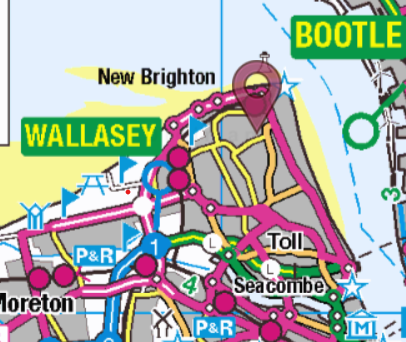 BOOTLE
New Brighton
WALLASEY
L
3
1
Toll
P&R
L
4
Seacombe
Moreton
P&R
M